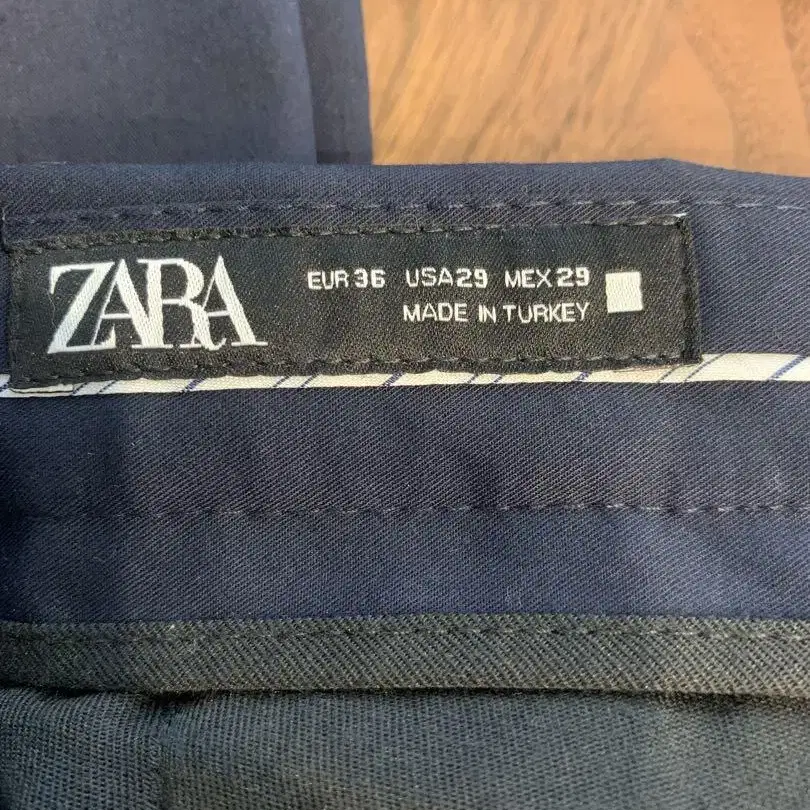 ZARA
EUR 36 USA 29 MEX 29
MADE IN TURKEY